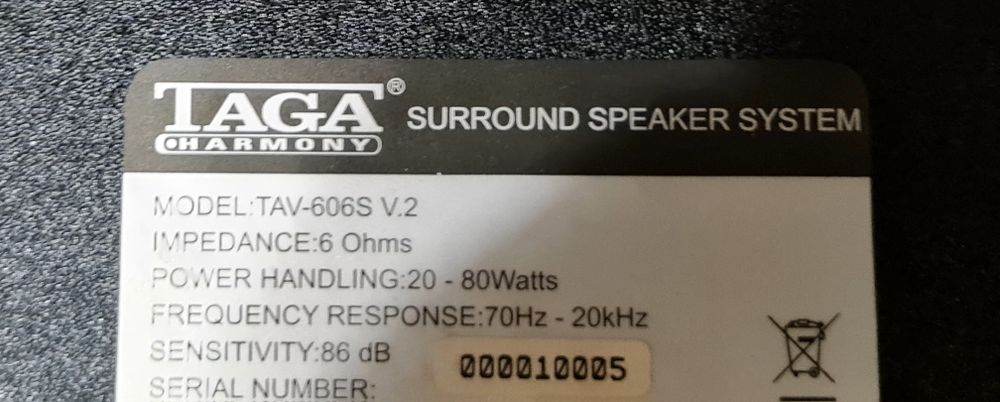 TAGA® SURROUND SPEAKER SYSTEM
HARMONY
MODEL:TAV-606S V.2
IMPEDANCE:6 Ohms
POWER HANDLING:20 - 80Watts
FREQUENCY RESPONSE:70Hz - 20kHz
SENSITIVITY:86 dB
000010005
SERIAL NUMBER: